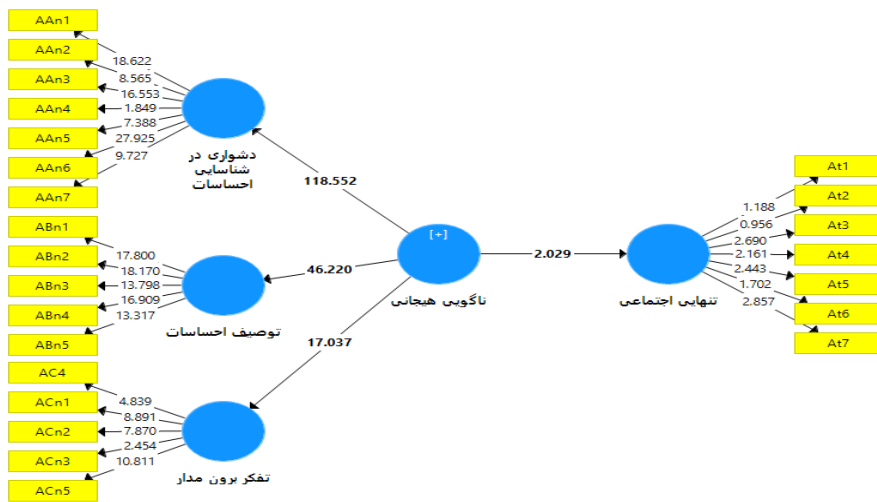 AAn1
AAn2
AAn3
AAn4
AAn5
AAn6
AAn7
18.622
8.565
16.553
1.849
7.388
27.925
9.727
دشواری در
شناسایی
احساسات
118.552
ABn1
ABn2
ABn3
ABn4
ABn5
17.800
18.170
13.798
16.909
13.317
توصیف احساسات
46.220
AC4
ACn1
ACn2
ACn3
ACn5
4.839
8.891
7.870
2.454
10.811
تفکر برون مدار
17.037
[+]
ناگویی هیجانی
2.029
تنهایی اجتماعی
1.188
0.956
2.690
2.161
2.443
1.702
2.857
At1
At2
At3
At4
At5
At6
At7